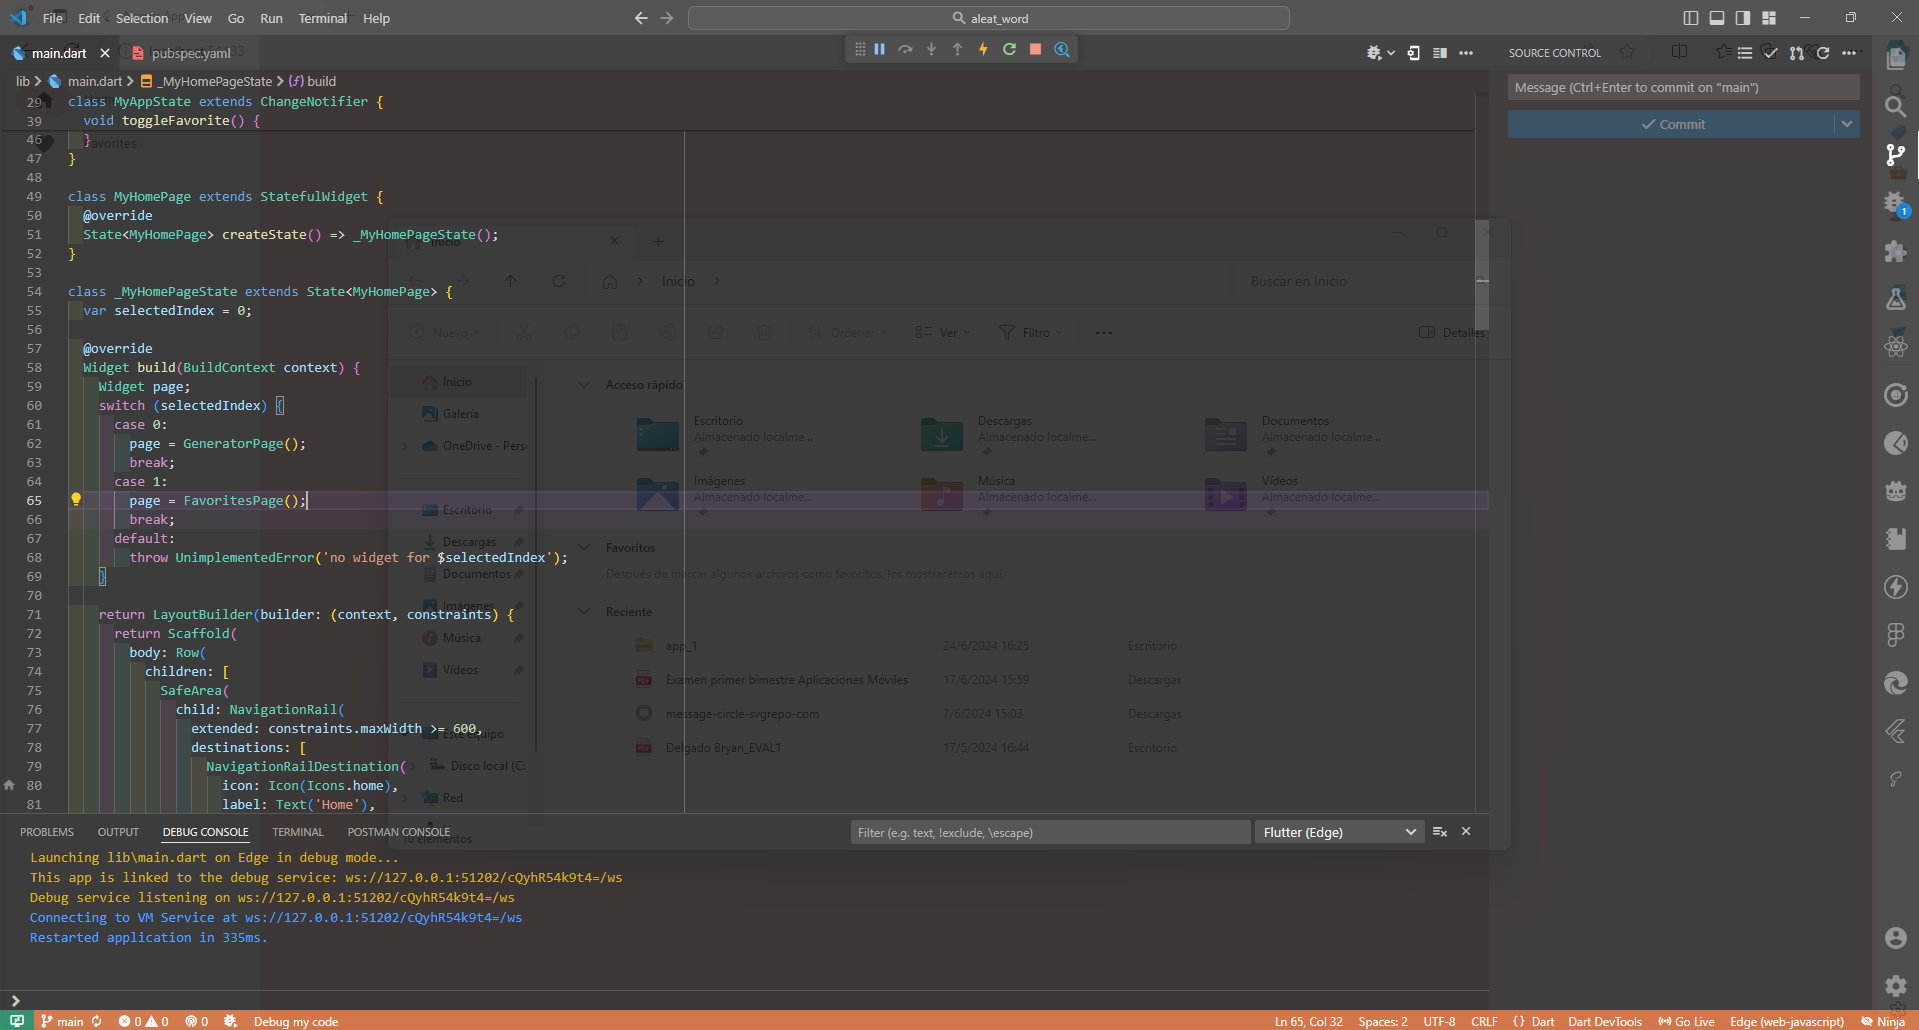 File Edit Selection View Go Run Terminal Help
aleat_word
main.dart
pubspec.yaml
SOURCE CONTROL
lib > main.dart > _MyHomePageState > build
Message (Ctrl+Enter to commit on "main")
Commit
29 class MyAppState extends ChangeNotifier {
39 void toggleFavorite() {
46 }
Favorites
47 }
48
49 class MyHomePage extends StatefulWidget {
50 @override
51 State<MyHomePage> createState() => _MyHomePageState();
52 }
53
54 class _MyHomePageState extends State<MyHomePage> {
55 var selectedIndex = 0;
56
57 @override
58 Widget build(BuildContext context) {
59 Widget page;
60 switch (selectedIndex) {
61 case 0:
62 page = GeneratorPage();
63 break;
64 case 1:
65 page = FavoritesPage();
66 break;
67 default:
68 throw UnimplementedError('no widget for $selectedIndex');
69 }
70
71 return LayoutBuilder(builder: (context, constraints) {
72 return Scaffold(
73 body: Row(
74 children: [
75 SafeArea(
76 child: NavigationRail(
77 extended: constraints.maxWidth >= 600,
78 destinations: [
79 NavigationRailDestination(
80 icon: Icon(Icons.home),
81 label: Text('Home'),
Inicio
Inicio
Buscar en Inicio
Nuevo
Ordenar
Ver
Filtro
Detalles
Inicio
Galería
OneDrive - Pers
Escritorio
Descargas
Documentos
Imágenes
Música
Vídeos
Este equipo
Disco local (C:
Red
10 elementos
Acceso rápido
Escritorio
Almacenado localme...
Descargas
Almacenado localme...
Documentos
Almacenado localme...
Imágenes
Almacenado localme...
Música
Almacenado localme...
Vídeos
Almacenado localme...
Favoritos
Después de marcar algunos archivos como favoritos, los mostraremos aquí.
Reciente
app_1 24/6/2024 16:25 Escritorio
Examen primer bimestre Aplicaciones Móviles 17/6/2024 15:59 Descargas
message-circle-svgrepo-com 7/6/2024 15:03 Descargas
Delgado Bryan_EVAL1 17/5/2024 16:44 Escritorio
1
PROBLEMS OUTPUT DEBUG CONSOLE TERMINAL POSTMAN CONSOLE
Filter (e.g. text, !exclude, \escape)
Flutter (Edge)
Launching lib\main.dart on Edge in debug mode...
This app is linked to the debug service: ws://127.0.0.1:51202/cQyhR54k9t4=/ws
Debug service listening on ws://127.0.0.1:51202/cQyhR54k9t4=/ws
Connecting to VM Service at ws://127.0.0.1:51202/cQyhR54k9t4=/ws
Restarted application in 335ms.
main 0 0 0 Debug my code
Ln 65, Col 32 Spaces: 2 UTF-8 CRLF {} Dart Dart DevTools Go Live Edge (web-javascript) Ninja